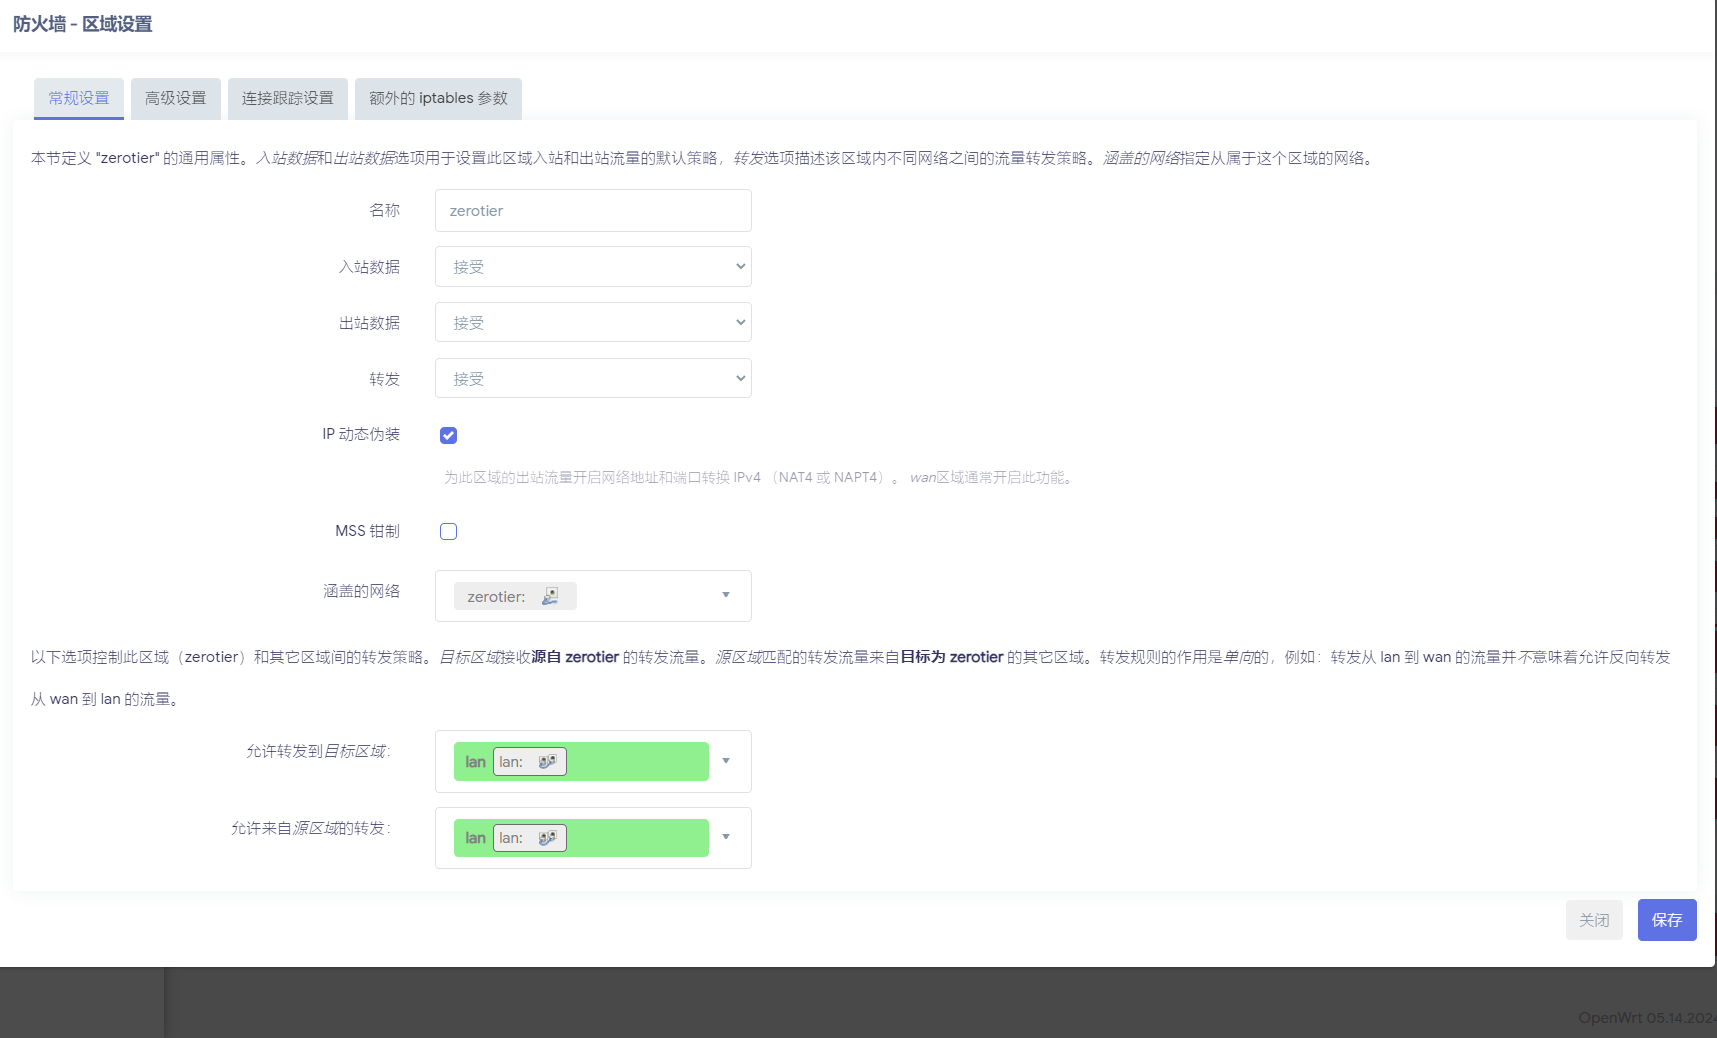 防火墙 - 区域设置
常规设置 高级设置 连接跟踪设置 额外的 iptables 参数
本节定义 "zerotier" 的通用属性。入站数据和出站数据选项用于设置此区域入站和出站流量的默认策略，转发选项描述该区域内不同网络之间的流量转发策略。涵盖的网络指定从属于这个区域的网络。
名称 zerotier
入站数据 接受
出站数据 接受
转发 接受
IP 动态伪装
为此区域的出站流量开启网络地址和端口转换 IPv4 （NAT4 或 NAPT4）。 wan区域通常开启此功能。
MSS 钳制
涵盖的网络 zerotier:
以下选项控制此区域（zerotier）和其它区域间的转发策略。目标区域接收源自 zerotier 的转发流量。源区域匹配的转发流量来自目标为 zerotier 的其它区域。转发规则的作用是单向的，例如：转发从 lan 到 wan 的流量并不意味着允许反向转发
从 wan 到 lan 的流量。
允许转发到目标区域： lan lan:
允许来自源区域的转发： lan lan:
关闭 保存
OpenWrt 05.14.2024